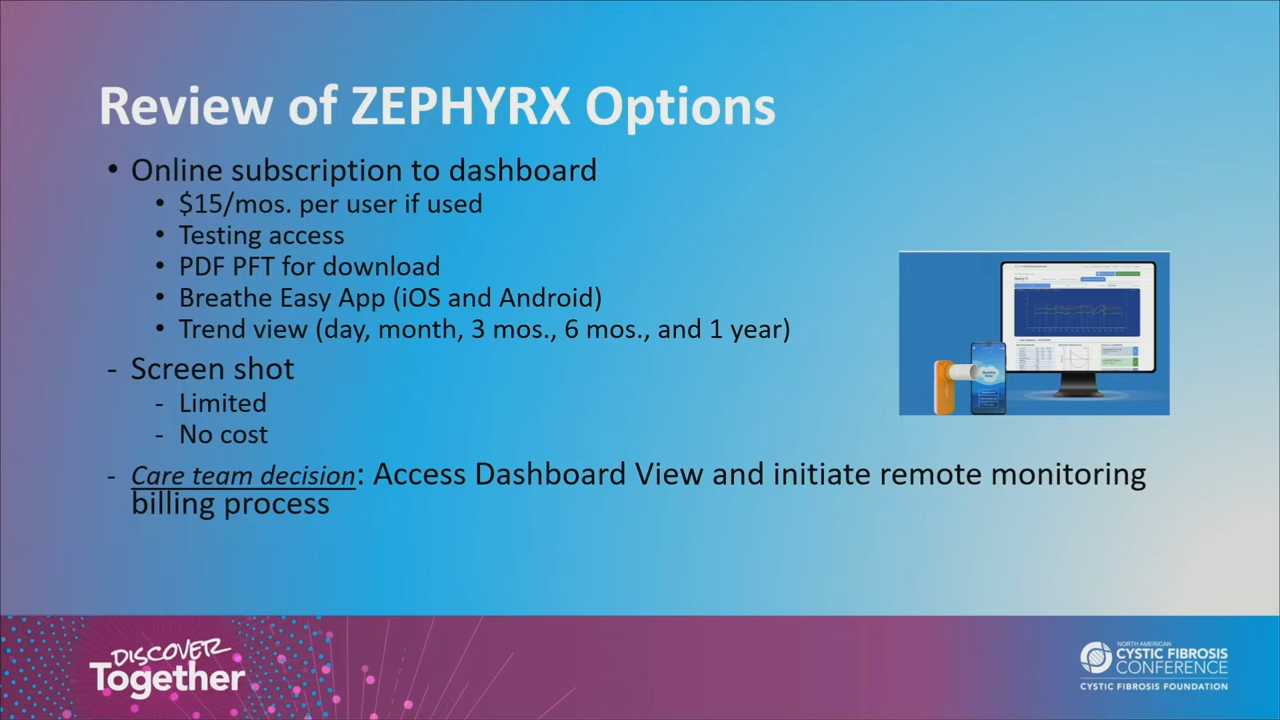 Review of ZEPHYRX Options
• Online subscription to dashboard
• $15/mos. per user if used
• Testing access
• PDF PFT for download
• Breathe Easy App (iOS and Android)
• Trend view (day, month, 3 mos., 6 mos., and 1 year)
- Screen shot
- Limited
- No cost
- Care team decision: Access Dashboard View and initiate remote monitoring
billing process
DISCOVER
Together
NORTH AMERICAN
CYSTIC FIBROSIS
CONFERENCE
CYSTIC FIBROSIS FOUNDATION